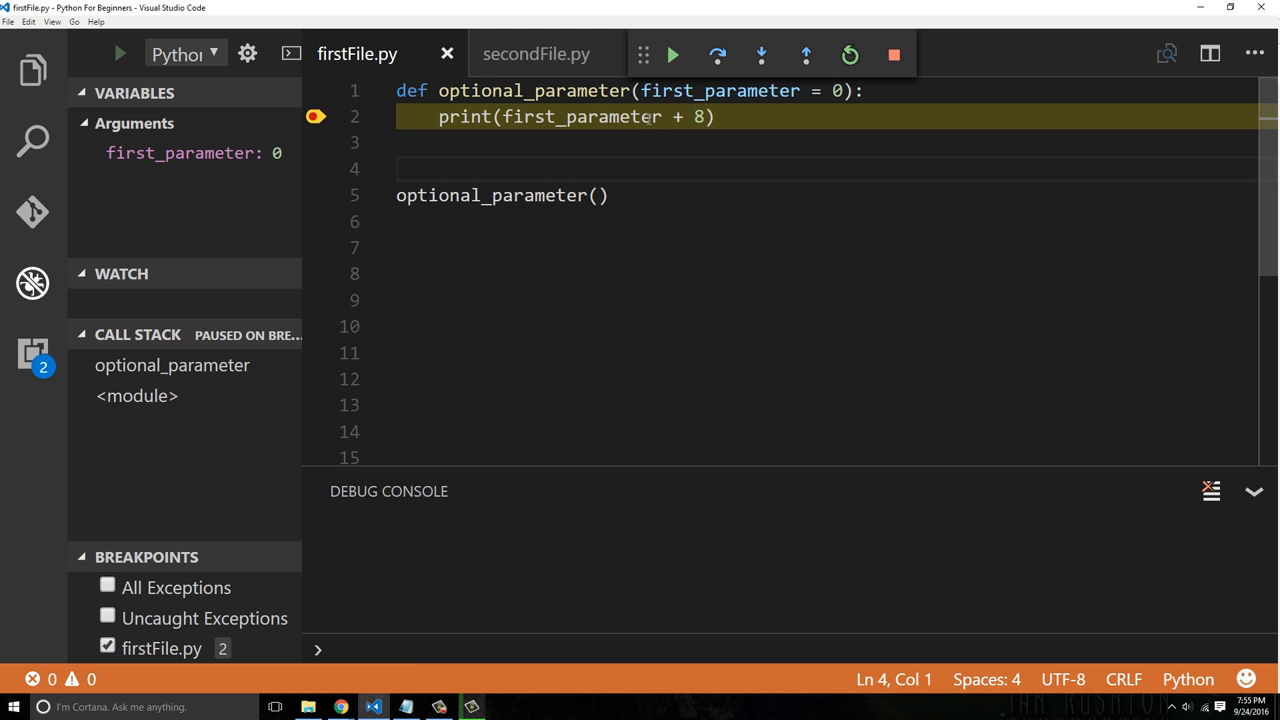 firstFile.py - Python For Beginners - Visual Studio Code
File Edit View Go Help
Python
firstFile.py
secondFile.py
VARIABLES
Arguments
first_parameter: 0
WATCH
CALL STACK PAUSED ON BRE...
optional_parameter
<module>
BREAKPOINTS
All Exceptions
Uncaught Exceptions
firstFile.py 2
2
1 def optional_parameter(first_parameter = 0):
2 print(first_parameter + 8)
3
4
5 optional_parameter()
6
7
8
9
10
11
12
13
14
15
DEBUG CONSOLE
0 0
Ln 4, Col 1 Spaces: 4 UTF-8 CRLF Python
I'm Cortana. Ask me anything.
7:55 PM
9/24/2016